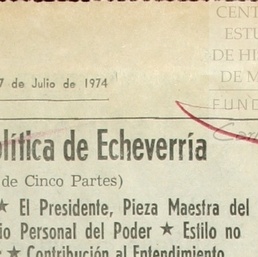 CENT
ESTU
DE HI
DE M
FUND
7 de Julio de 1974
lítica de Echeverría
de Cinco Partes)
★ El Presidente, Pieza Maestra del
io Personal del Poder ★ Estilo no
★ Contribución al Entendimiento